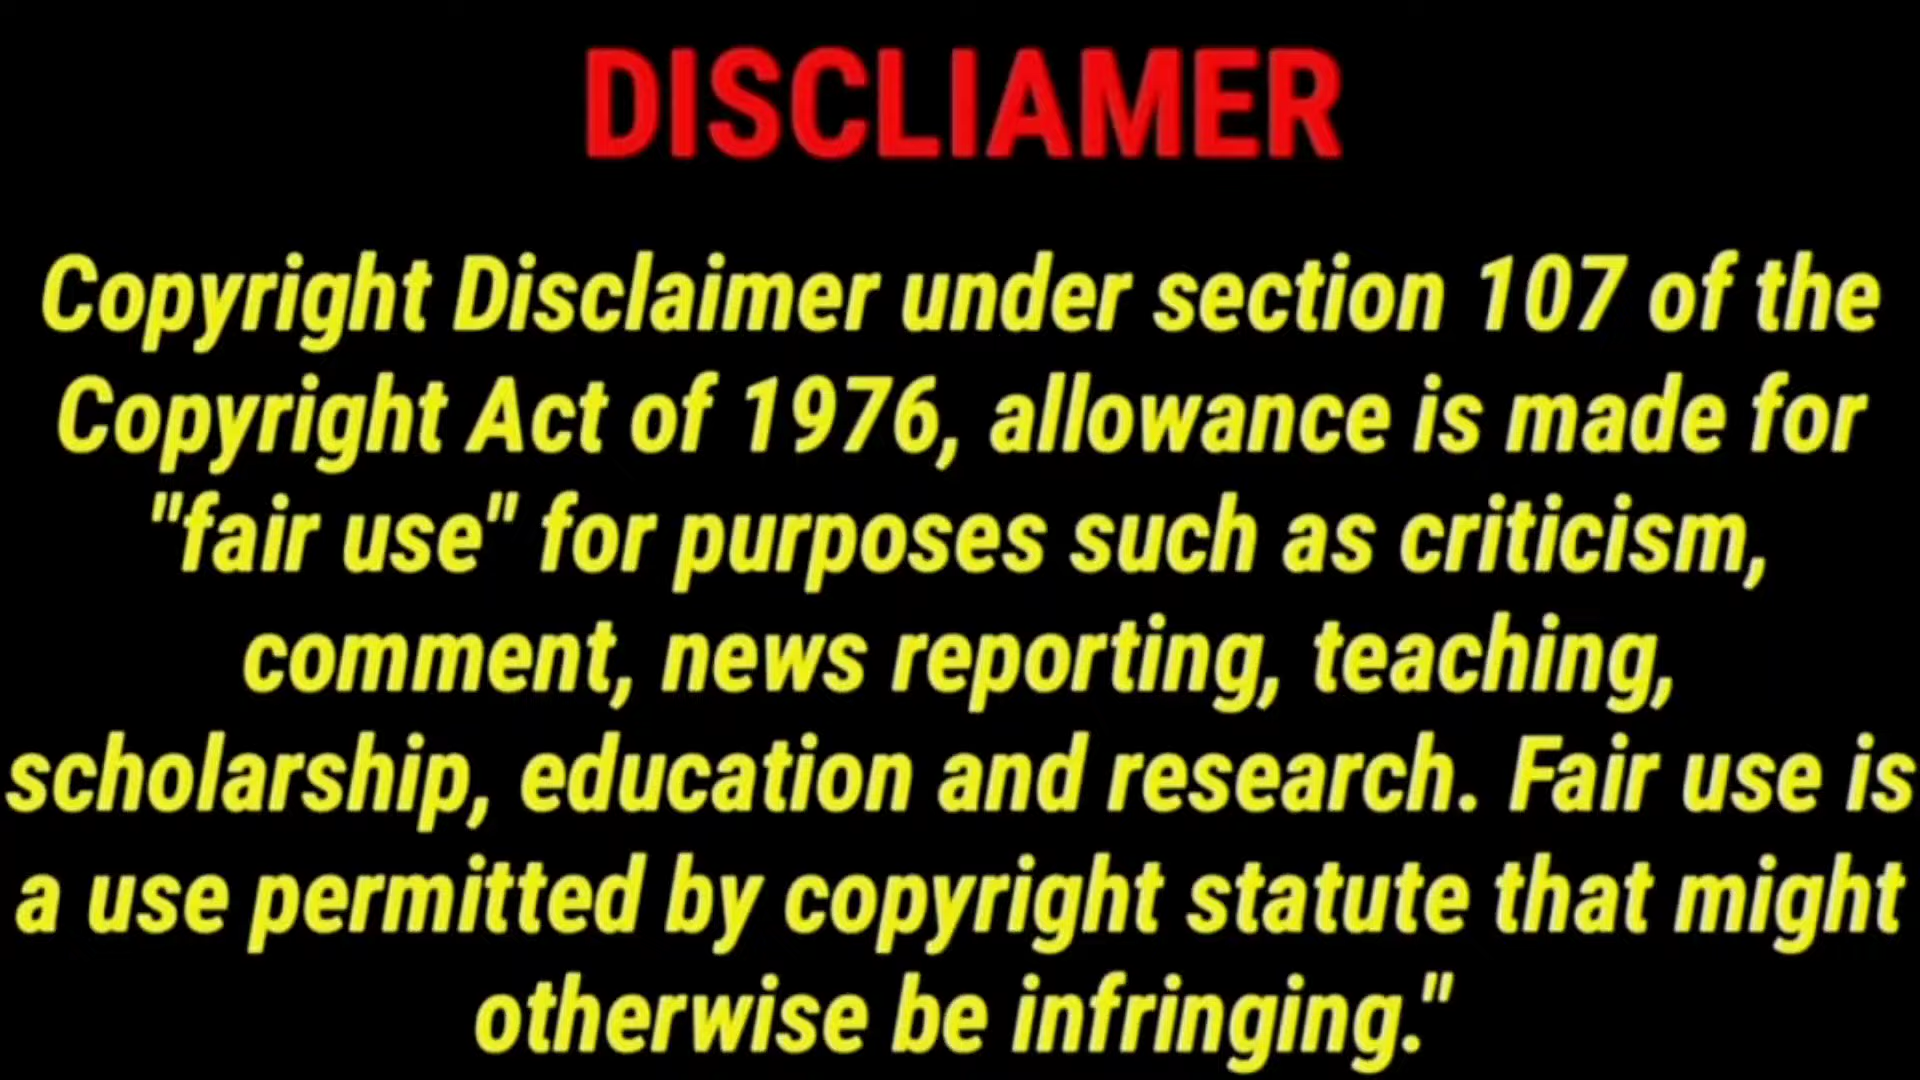 DISCLIAMER
Copyright Disclaimer under section 107 of the
Copyright Act of 1976, allowance is made for
"fair use" for purposes such as criticism,
comment, news reporting, teaching,
scholarship, education and research. Fair use is
a use permitted by copyright statute that might
otherwise be infringing."